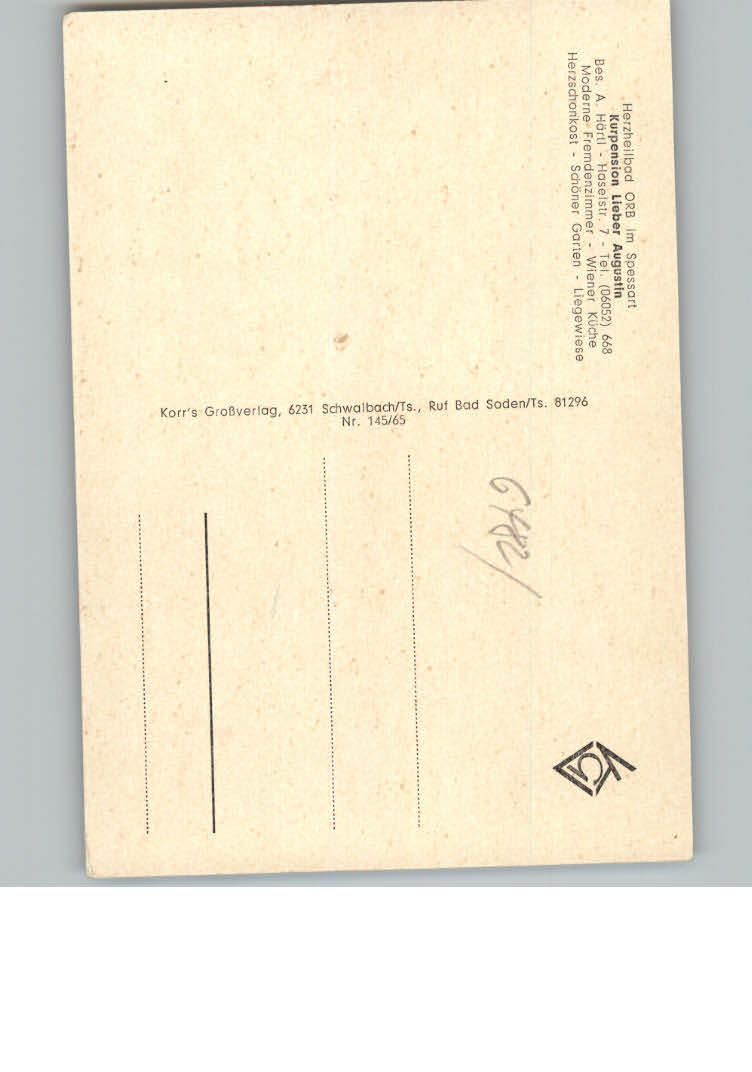 Herzheilbad ORB im Spessart
Kurpension Lieber Augustin
Bes. A. Härtl - Haselstr. 7 - Tel. (06052) 668
Moderne Fremdenzimmer - Wiener Küche
Herzschonkost - Schöner Garten - Liegewiese
Korr's Großverlag, 6231 Schwalbach/Ts., Ruf Bad Soden/Ts. 81296
Nr. 145/65